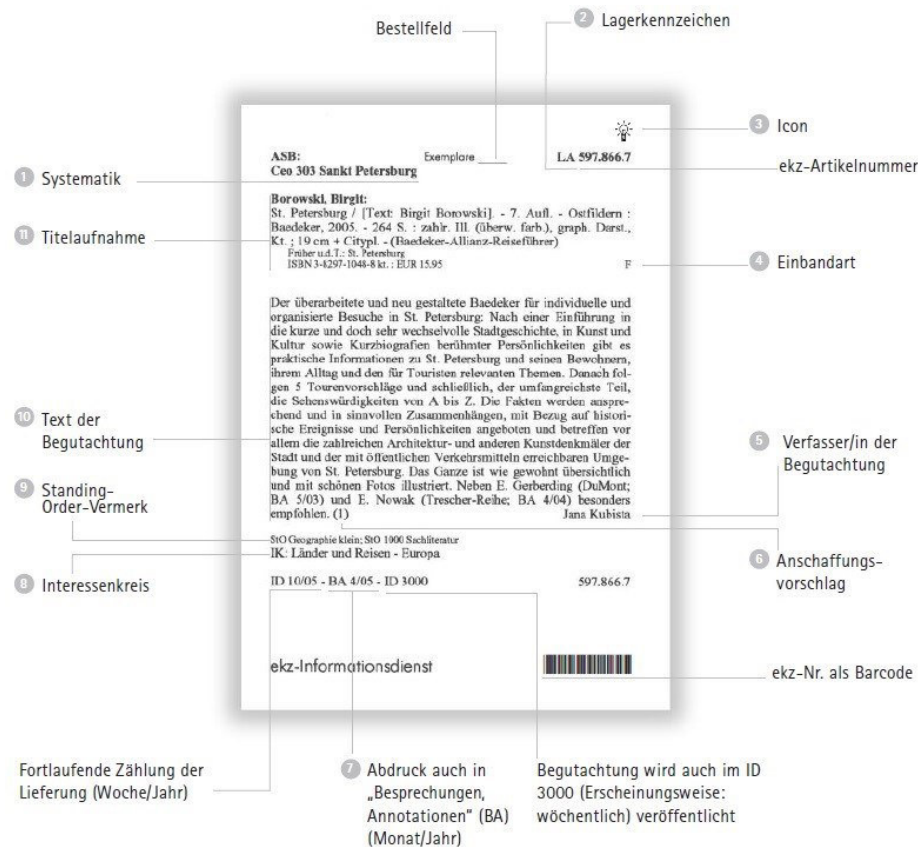 Bestellfeld
2 Lagerkennzeichen
3 Icon
ASB:
Exemplare
LA 597.866.7
ekz-Artikelnummer
Ceo 303 Sankt Petersburg
1 Systematik
Borowski, Birgit:
St. Petersburg / [Text: Birgit Borowski]. - 7. Aufl. - Ostfildern :
Baedeker, 2005. - 264 S. : zahlr. Ill. (überw. farb.), graph. Darst.,
Kt. ; 19 cm + Citypl. - (Baedeker-Allianz-Reiseführer)
Früher u.d.T.: St. Petersburg
ISBN 3-8297-1048-8 kt. : EUR 15.95
F
11 Titelaufnahme
4 Einbandart
Der überarbeitete und neu gestaltete Baedeker für individuelle und
organisierte Besuche in St. Petersburg: Nach einer Einführung in
die kurze und doch sehr wechselvolle Stadtgeschichte, in Kunst und
Kultur sowie Kurzbiografien berühmter Persönlichkeiten gibt es
praktische Informationen zu St. Petersburg und seinen Bewohnern,
ihrem Alltag und den für Touristen relevanten Themen. Danach fol-
gen 5 Tourenvorschläge und schließlich, der umfangreichste Teil,
die Sehenswürdigkeiten von A bis Z. Die Fakten werden anspre-
chend und in sinnvollen Zusammenhängen, mit Bezug auf histori-
sche Ereignisse und Persönlichkeiten angeboten und betreffen vor
allem die zahlreichen Architektur- und anderen Kunstdenkmäler der
Stadt und der mit öffentlichen Verkehrsmitteln erreichbaren Umge-
bung von St. Petersburg. Das Ganze ist wie gewohnt übersichtlich
und mit schönen Fotos illustriert. Neben E. Gerberding (DuMont;
BA 5/03) und E. Nowak (Trescher-Reihe; BA 4/04) besonders
empfohlen. (1)
Jana Kubista
10 Text der
Begutachtung
5 Verfasser/in der
Begutachtung
9 Standing-
Order-Vermerk
StO Geographie klein; StO 1000 Sachliteratur
IK: Länder und Reisen - Europa
6 Anschaffungs-
vorschlag
8 Interessenkreis
ID 10/05 - BA 4/05 - ID 3000
597.866.7
ekz-Informationsdienst
ekz-Nr. als Barcode
Fortlaufende Zählung der
Lieferung (Woche/Jahr)
7 Abdruck auch in
„Besprechungen,
Annotationen“ (BA)
(Monat/Jahr)
Begutachtung wird auch im ID
3000 (Erscheinungsweise:
wöchentlich) veröffentlicht